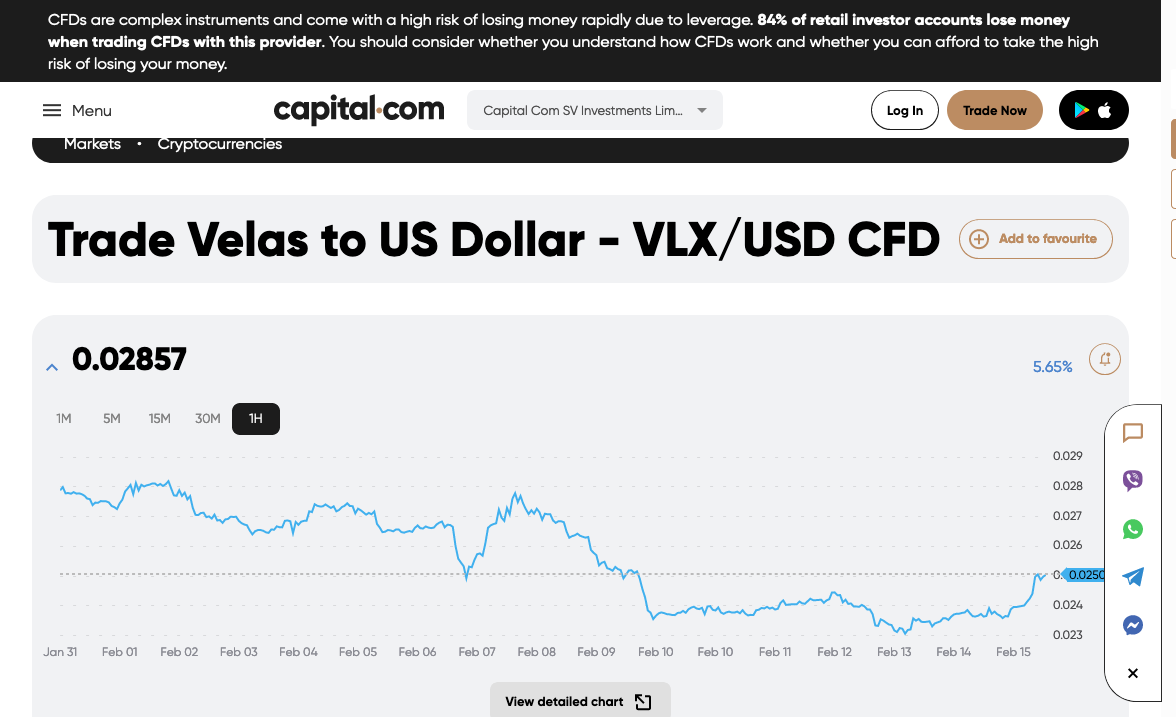 CFDs are complex instruments and come with a high risk of losing money rapidly due to leverage. 84% of retail investor accounts lose money
when trading CFDs with this provider. You should consider whether you understand how CFDs work and whether you can afford to take the high
risk of losing your money.
Menu
capital.com
Capital Com SV Investments Lim...
Log In
Trade Now
Markets • Cryptocurrencies
Trade Velas to US Dollar - VLX/USD CFD
Add to favourite
0.02857
5.65%
1M 5M 15M 30M 1H
0.029
0.028
0.027
0.026
0. 0.0250
0.024
0.023
Jan 31 Feb 01 Feb 02 Feb 03 Feb 04 Feb 05 Feb 06 Feb 07 Feb 08 Feb 09 Feb 10 Feb 10 Feb 11 Feb 12 Feb 13 Feb 14 Feb 15
View detailed chart